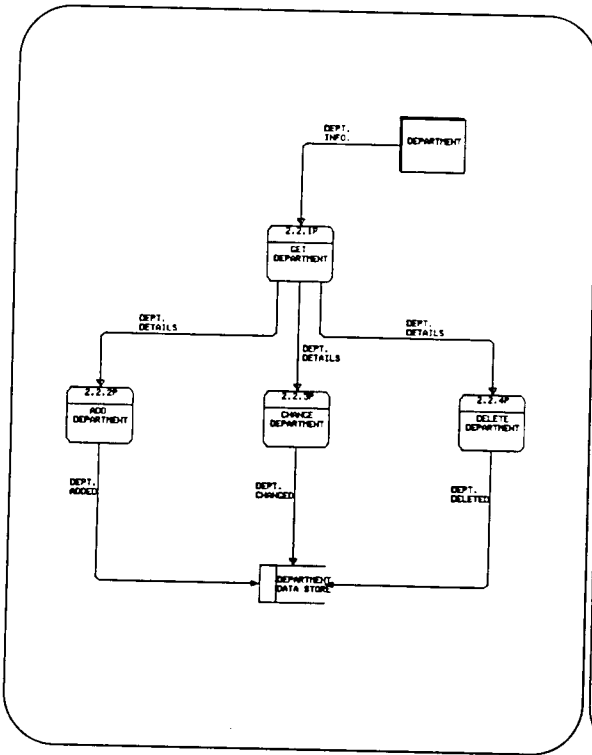 DEPT.
INFO.
DEPARTMENT
2.2.1P
GET
DEPARTMENT
DEPT.
DETAILS
DEPT.
DETAILS
DEPT.
DETAILS
2.2.2P
ADD
DEPARTMENT
2.2.3P
CHANGE
DEPARTMENT
2.2.4P
DELETE
DEPARTMENT
DEPT.
ADDED
DEPT.
CHANGED
DEPT.
DELETED
DEPARTMENT
DATA STORE